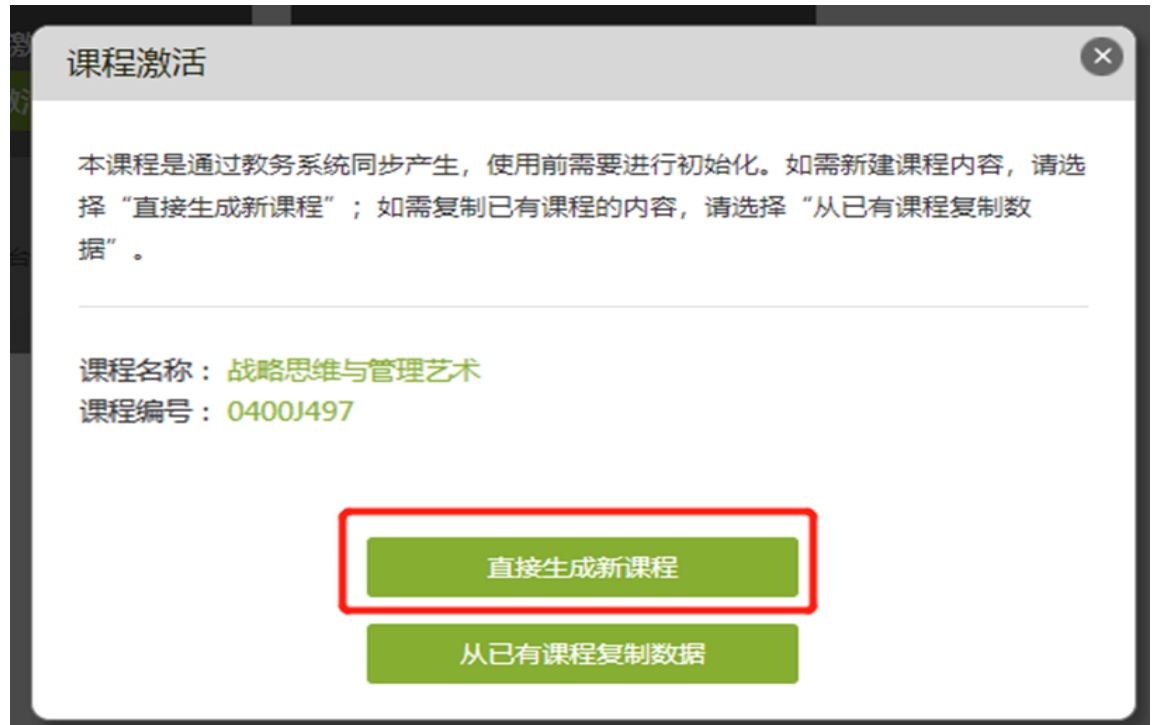 课程激活
本课程是通过教务系统同步产生，使用前需要进行初始化。如需新建课程内容，请选
择“直接生成新课程”；如需复制已有课程的内容，请选择“从已有课程复制数
据”。
课程名称：战略思维与管理艺术
课程编号：0400J497
直接生成新课程
从已有课程复制数据